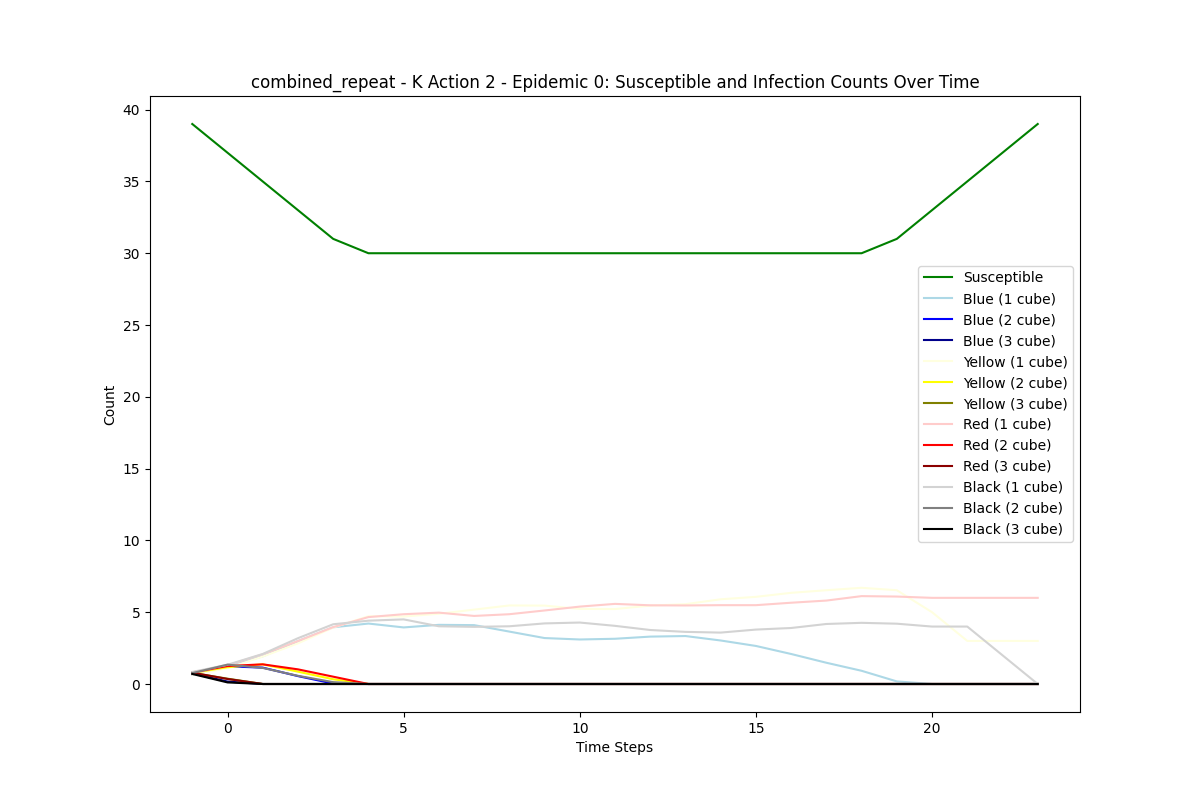 combined_repeat - K Action 2 - Epidemic 0: Susceptible and Infection Counts Over Time
40
35
30
25
20
15
10
5
0
Count
Susceptible
Blue (1 cube)
Blue (2 cube)
Blue (3 cube)
Yellow (1 cube)
Yellow (2 cube)
Yellow (3 cube)
Red (1 cube)
Red (2 cube)
Red (3 cube)
Black (1 cube)
Black (2 cube)
Black (3 cube)
0 5 10 15 20
Time Steps